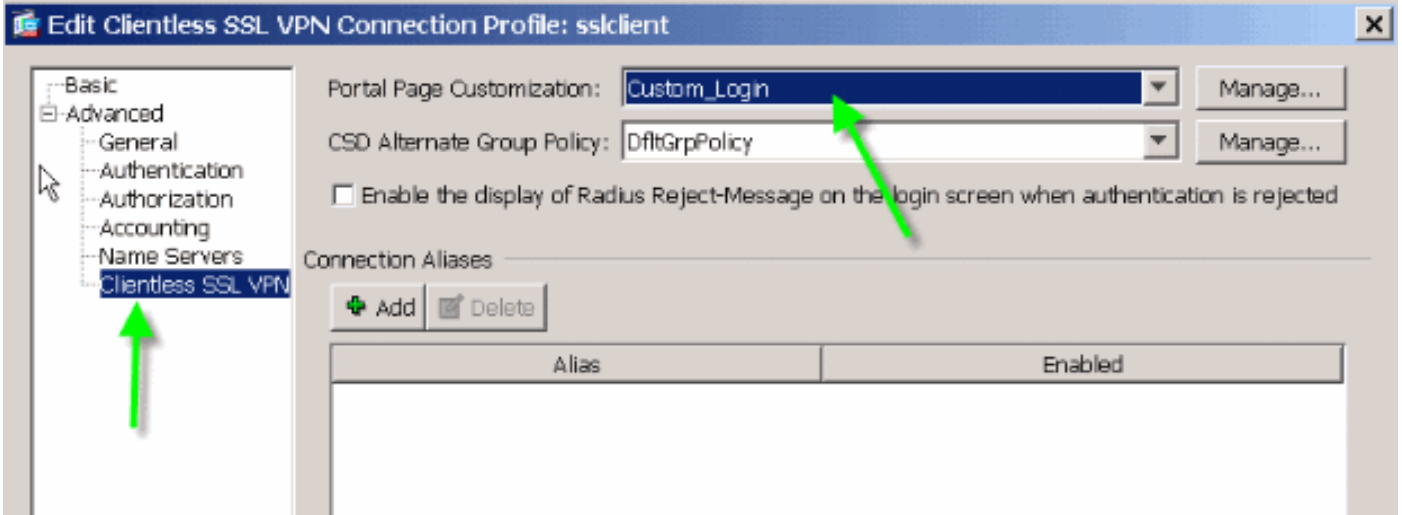 Edit Clientless SSL VPN Connection Profile: sslclient
Basic
Advanced
General
Authentication
Authorization
Accounting
Name Servers
Clientless SSL VPN
Portal Page Customization: Custom_Login Manage...
CSD Alternate Group Policy: DfltGrpPolicy Manage...
Enable the display of Radius Reject-Message on the login screen when authentication is rejected
Connection Aliases
Add Delete
Alias Enabled